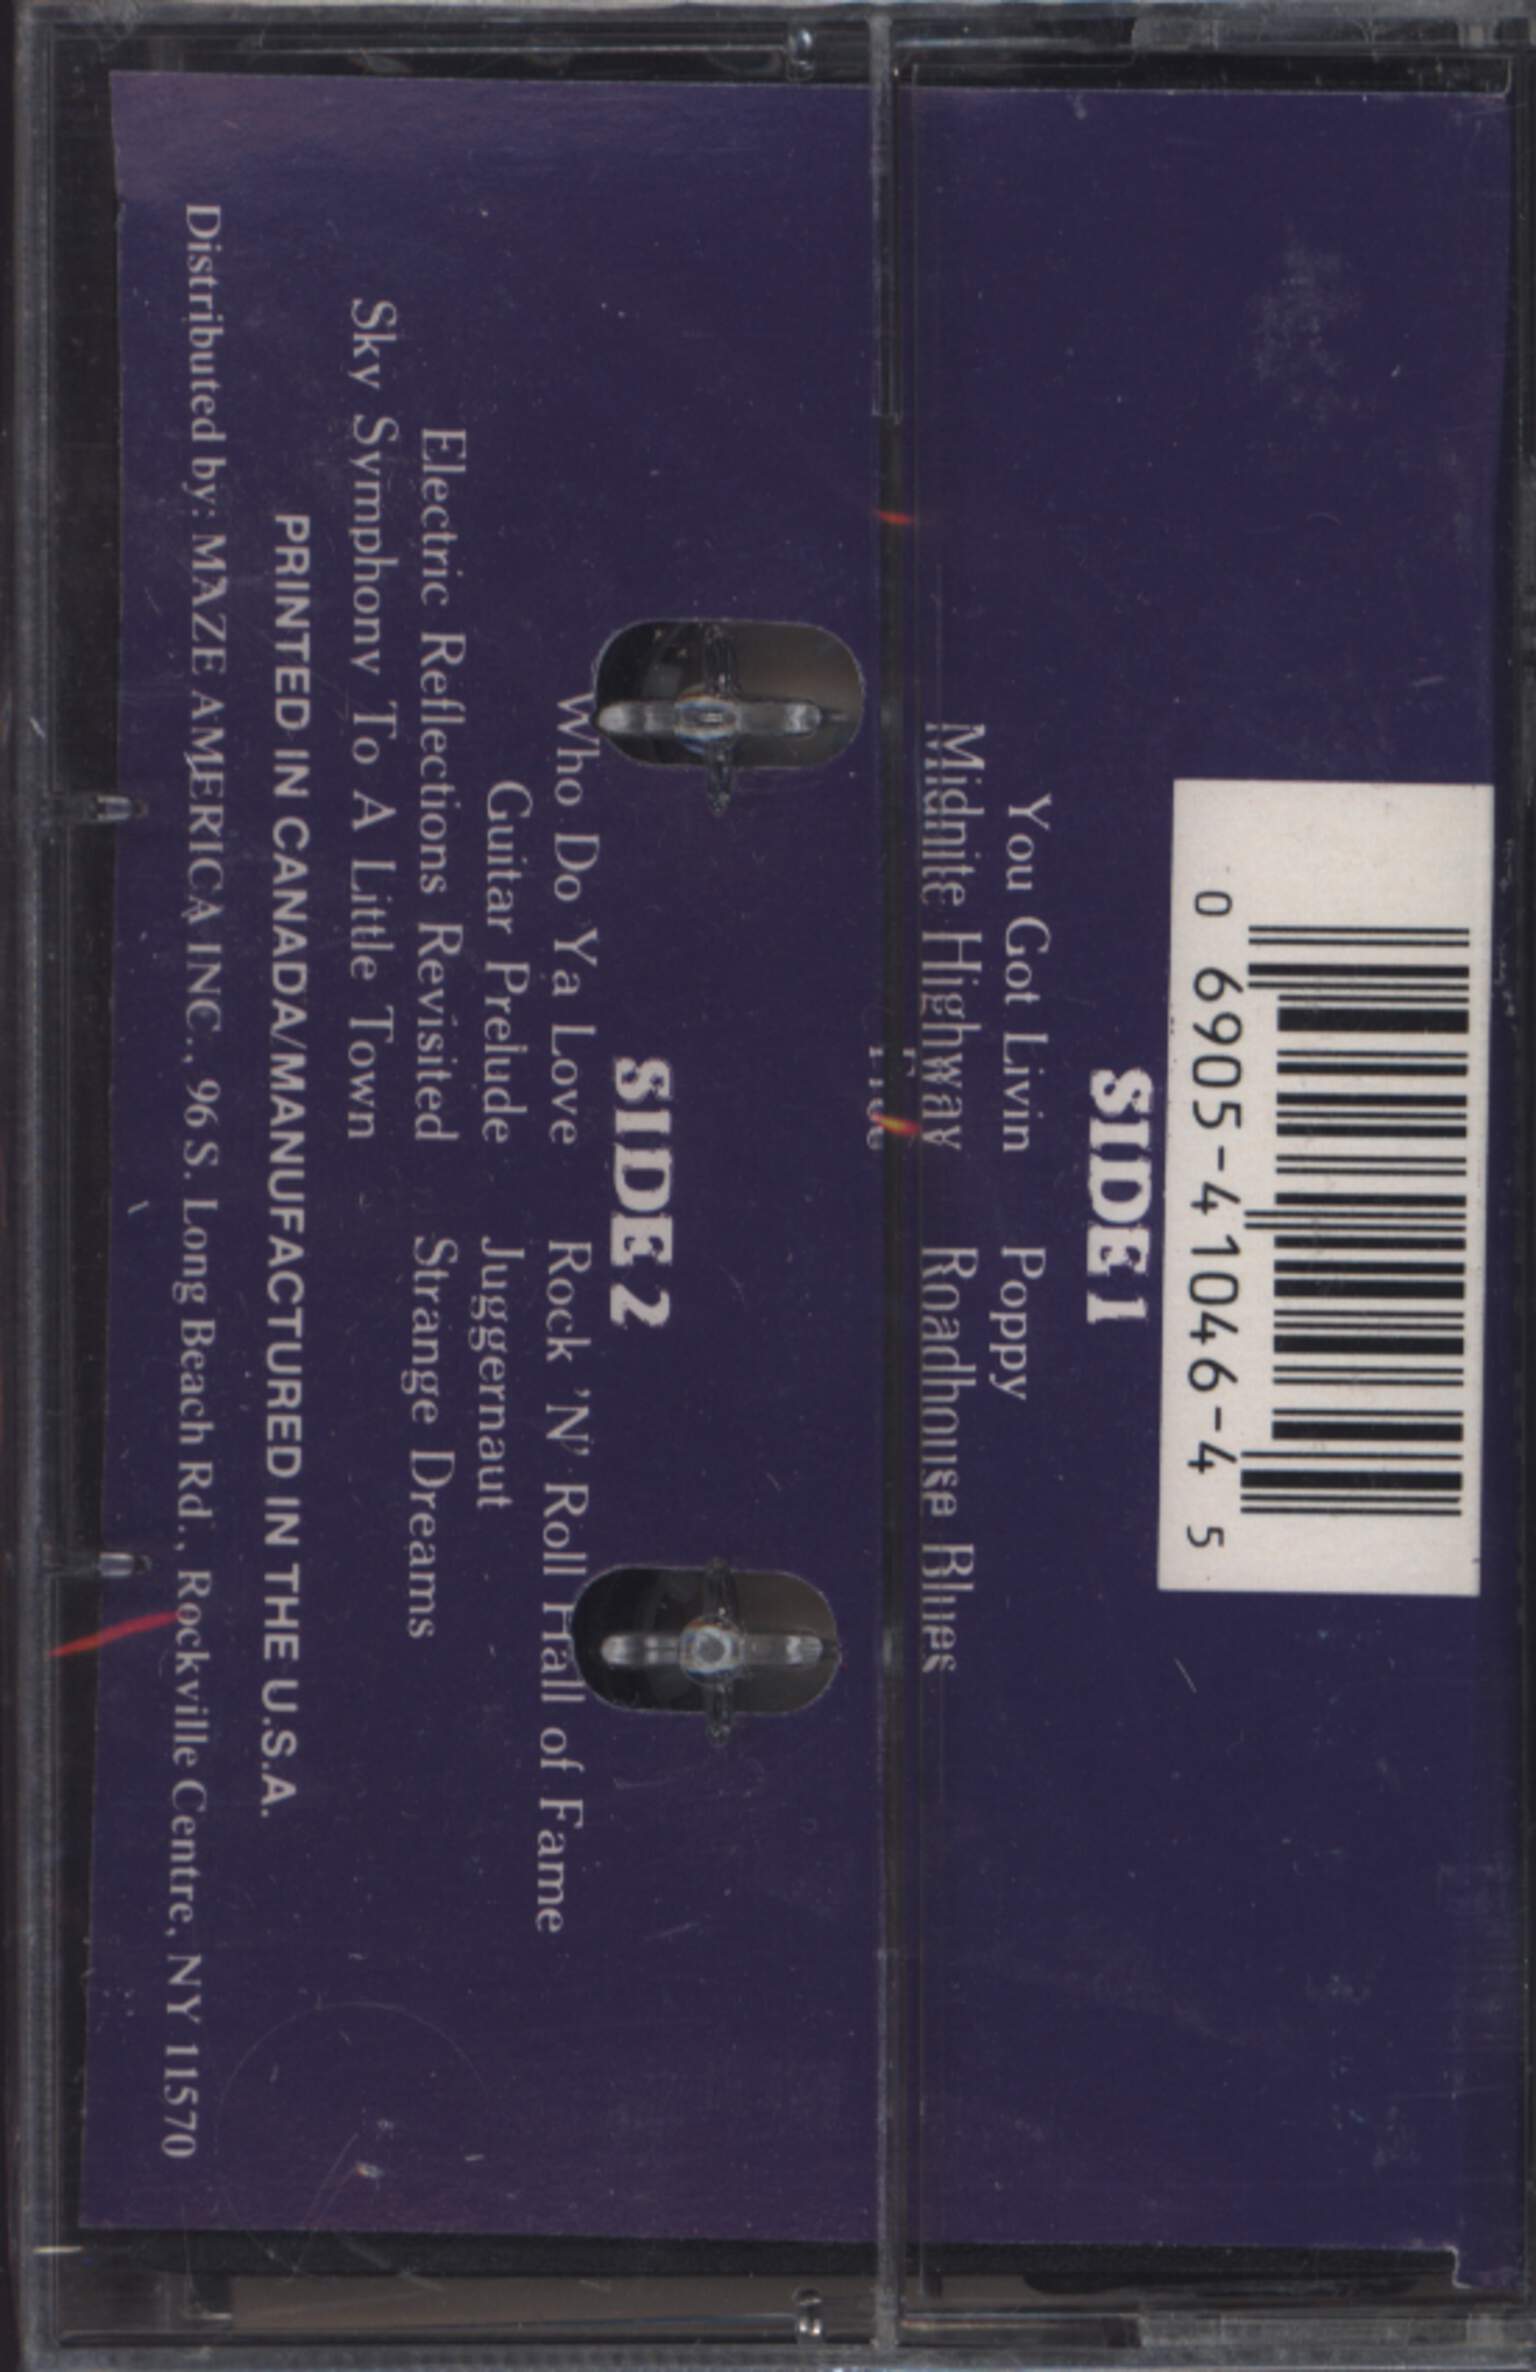 0 6905-41046-4 5
SIDE 1
You Got Livin Poppy
Midnite Highway Roadhouse Blues
SIDE 2
Who Do Ya Love Rock 'N' Roll Hall of Fame
Guitar Prelude Juggernaut
Electric Reflections Revisited Strange Dreams
Sky Symphony To A Little Town
PRINTED IN CANADA/MANUFACTURED IN THE U.S.A.
Distributed by: MAZE AMERICA INC., 96 S. Long Beach Rd., Rockville Centre, NY 11570